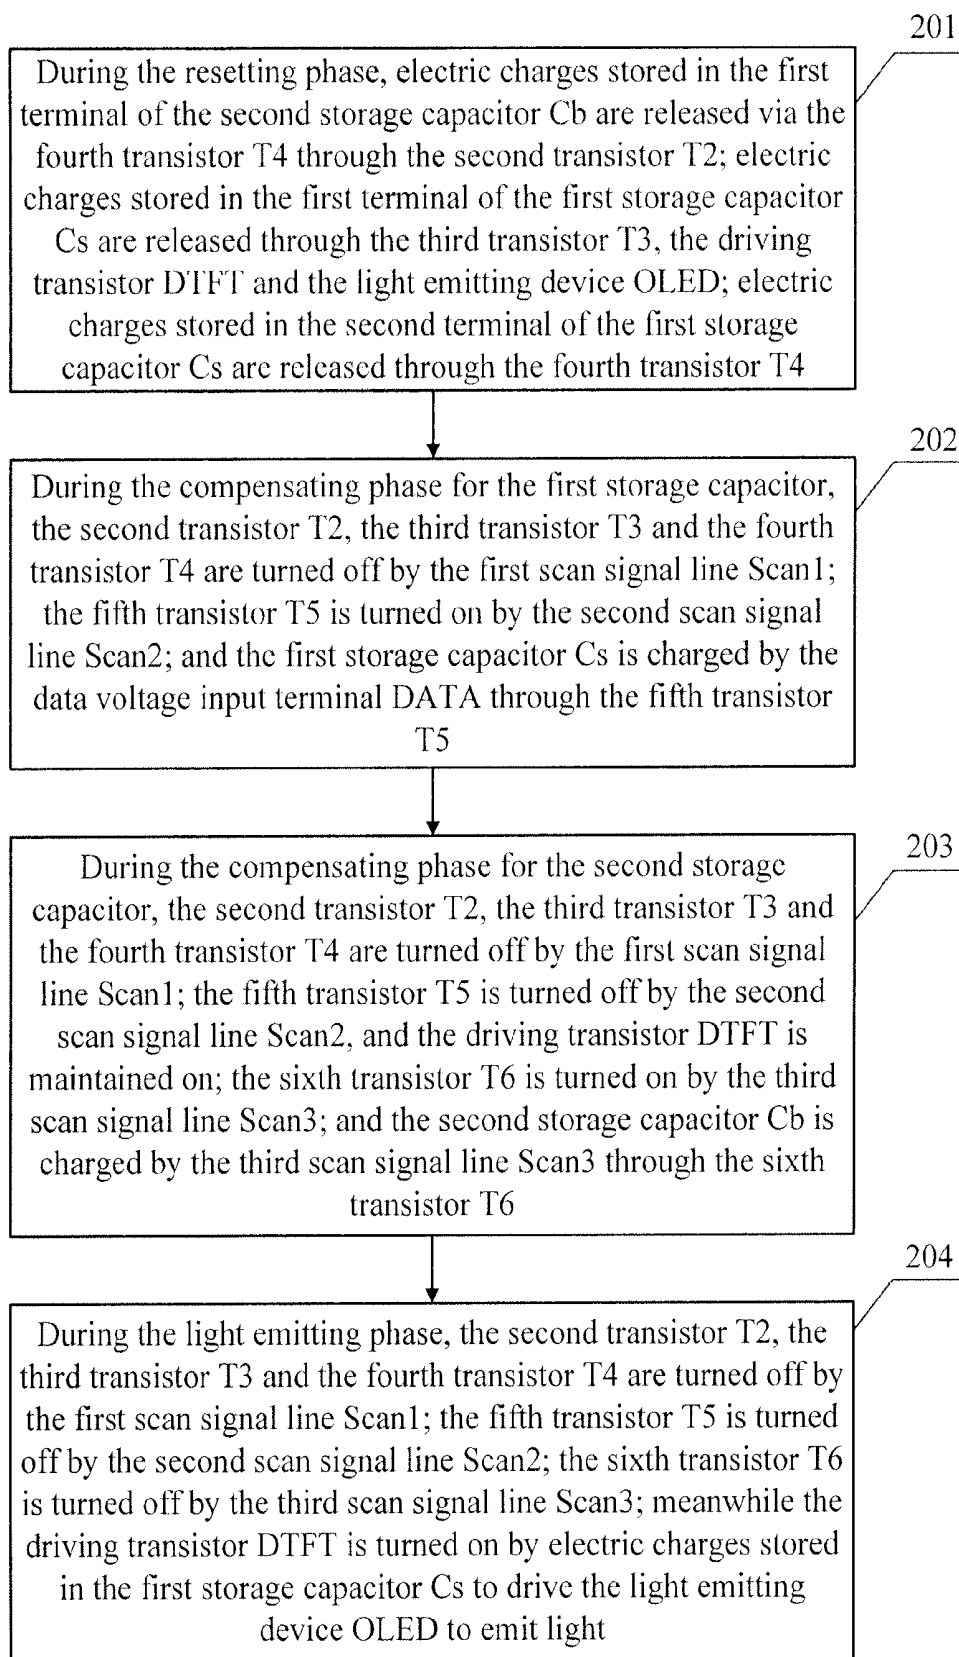 201
During the resetting phase, electric charges stored in the first
terminal of the second storage capacitor Cb are released via the
fourth transistor T4 through the second transistor T2; electric
charges stored in the first terminal of the first storage capacitor
Cs are released through the third transistor T3, the driving
transistor DTFT and the light emitting device OLED; electric
charges stored in the second terminal of the first storage
capacitor Cs are released through the fourth transistor T4
202
During the compensating phase for the first storage capacitor,
the second transistor T2, the third transistor T3 and the fourth
transistor T4 are turned off by the first scan signal line Scan1;
the fifth transistor T5 is turned on by the second scan signal
line Scan2; and the first storage capacitor Cs is charged by the
data voltage input terminal DATA through the fifth transistor
T5
203
During the compensating phase for the second storage
capacitor, the second transistor T2, the third transistor T3 and
the fourth transistor T4 are turned off by the first scan signal
line Scan1; the fifth transistor T5 is turned off by the second
scan signal line Scan2, and the driving transistor DTFT is
maintained on; the sixth transistor T6 is turned on by the third
scan signal line Scan3; and the second storage capacitor Cb is
charged by the third scan signal line Scan3 through the sixth
transistor T6
204
During the light emitting phase, the second transistor T2, the
third transistor T3 and the fourth transistor T4 are turned off by
the first scan signal line Scan1; the fifth transistor T5 is turned
off by the second scan signal line Scan2; the sixth transistor T6
is turned off by the third scan signal line Scan3; meanwhile the
driving transistor DTFT is turned on by electric charges stored
in the first storage capacitor Cs to drive the light emitting
device OLED to emit light